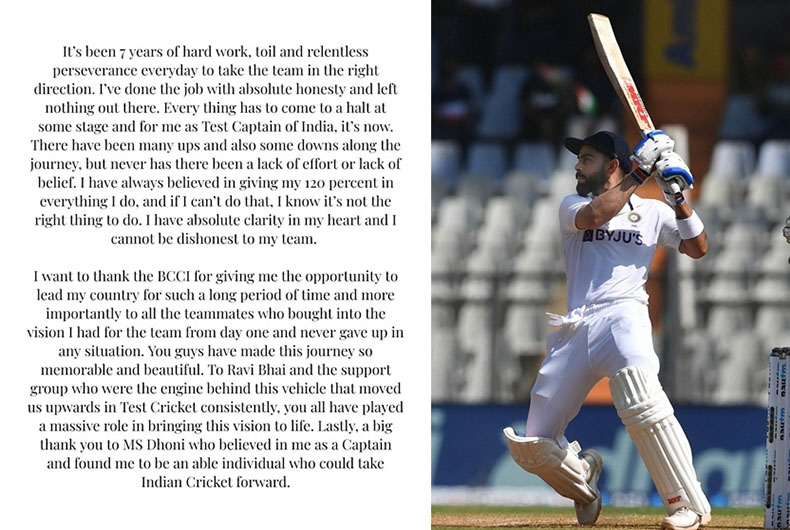 It's been 7 years of hard work, toil and relentless
perseverance everyday to take the team in the right
direction. I've done the job with absolute honesty and left
nothing out there. Every thing has to come to a halt at
some stage and for me as Test Captain of India, it's now.
There have been many ups and also some downs along the
journey, but never has there been a lack of effort or lack of
belief. I have always believed in giving my 120 percent in
everything I do, and if I can't do that, I know it's not the
right thing to do. I have absolute clarity in my heart and I
cannot be dishonest to my team.
I want to thank the BCCI for giving me the opportunity to
lead my country for such a long period of time and more
importantly to all the teammates who bought into the
vision I had for the team from day one and never gave up in
any situation. You guys have made this journey so
memorable and beautiful. To Ravi Bhai and the support
group who were the engine behind this vehicle that moved
us upwards in Test Cricket consistently, you all have played
a massive role in bringing this vision to life. Lastly, a big
thank you to MS Dhoni who believed in me as a Captain
and found me to be an able individual who could take
Indian Cricket forward.
BYJU'S
paytm
paytm